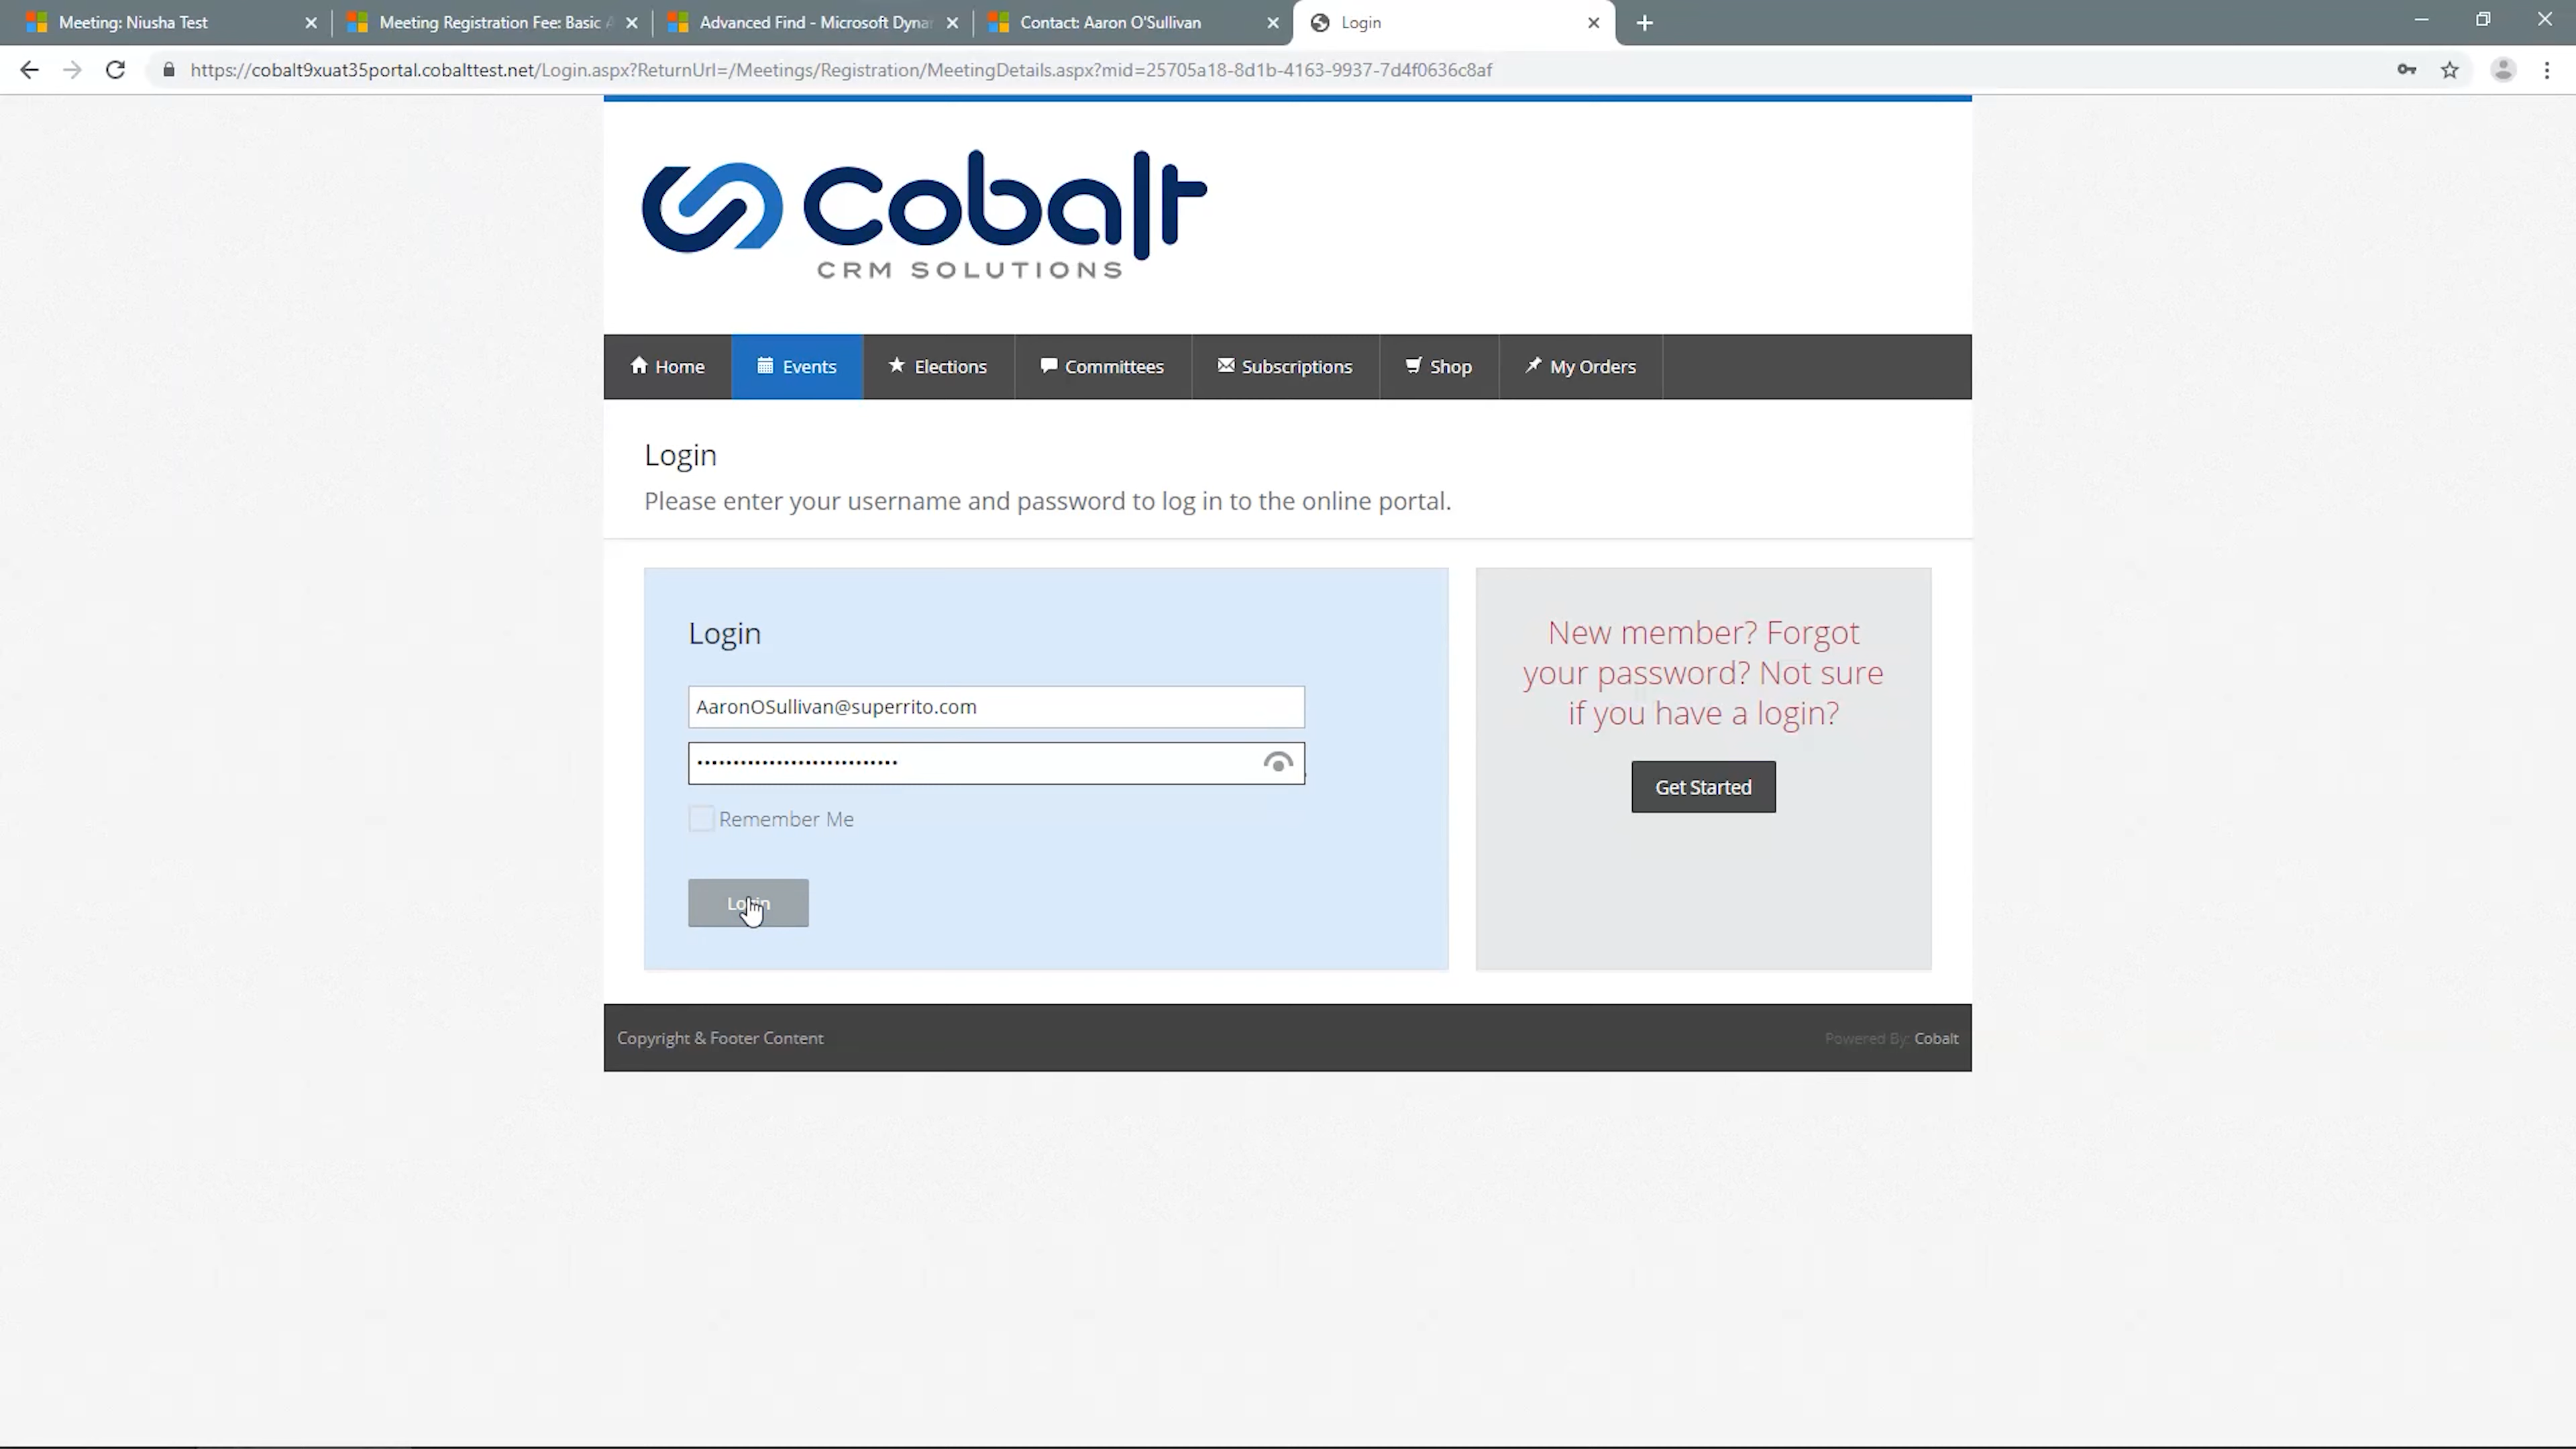 Meeting: Niusha Test
Meeting Registration Fee: Basic
Advanced Find - Microsoft Dyna
Contact: Aaron O'Sullivan
Login
https://cobalt9xuat35portal.cobalttest.net/Login.aspx?ReturnUrl=/Meetings/Registration/MeetingDetails.aspx?mid=25705a18-8d1b-4163-9937-7d4f0636c8af
Cobalt
CRM SOLUTIONS
Home
Events
Elections
Committees
Subscriptions
Shop
My Orders
Login
Please enter your username and password to log in to the online portal.
Login
AaronOSullivan@superrito.com
Remember Me
Login
New member? Forgot
your password? Not sure
if you have a login?
Get Started
Copyright & Footer Content
Powered By: Cobalt